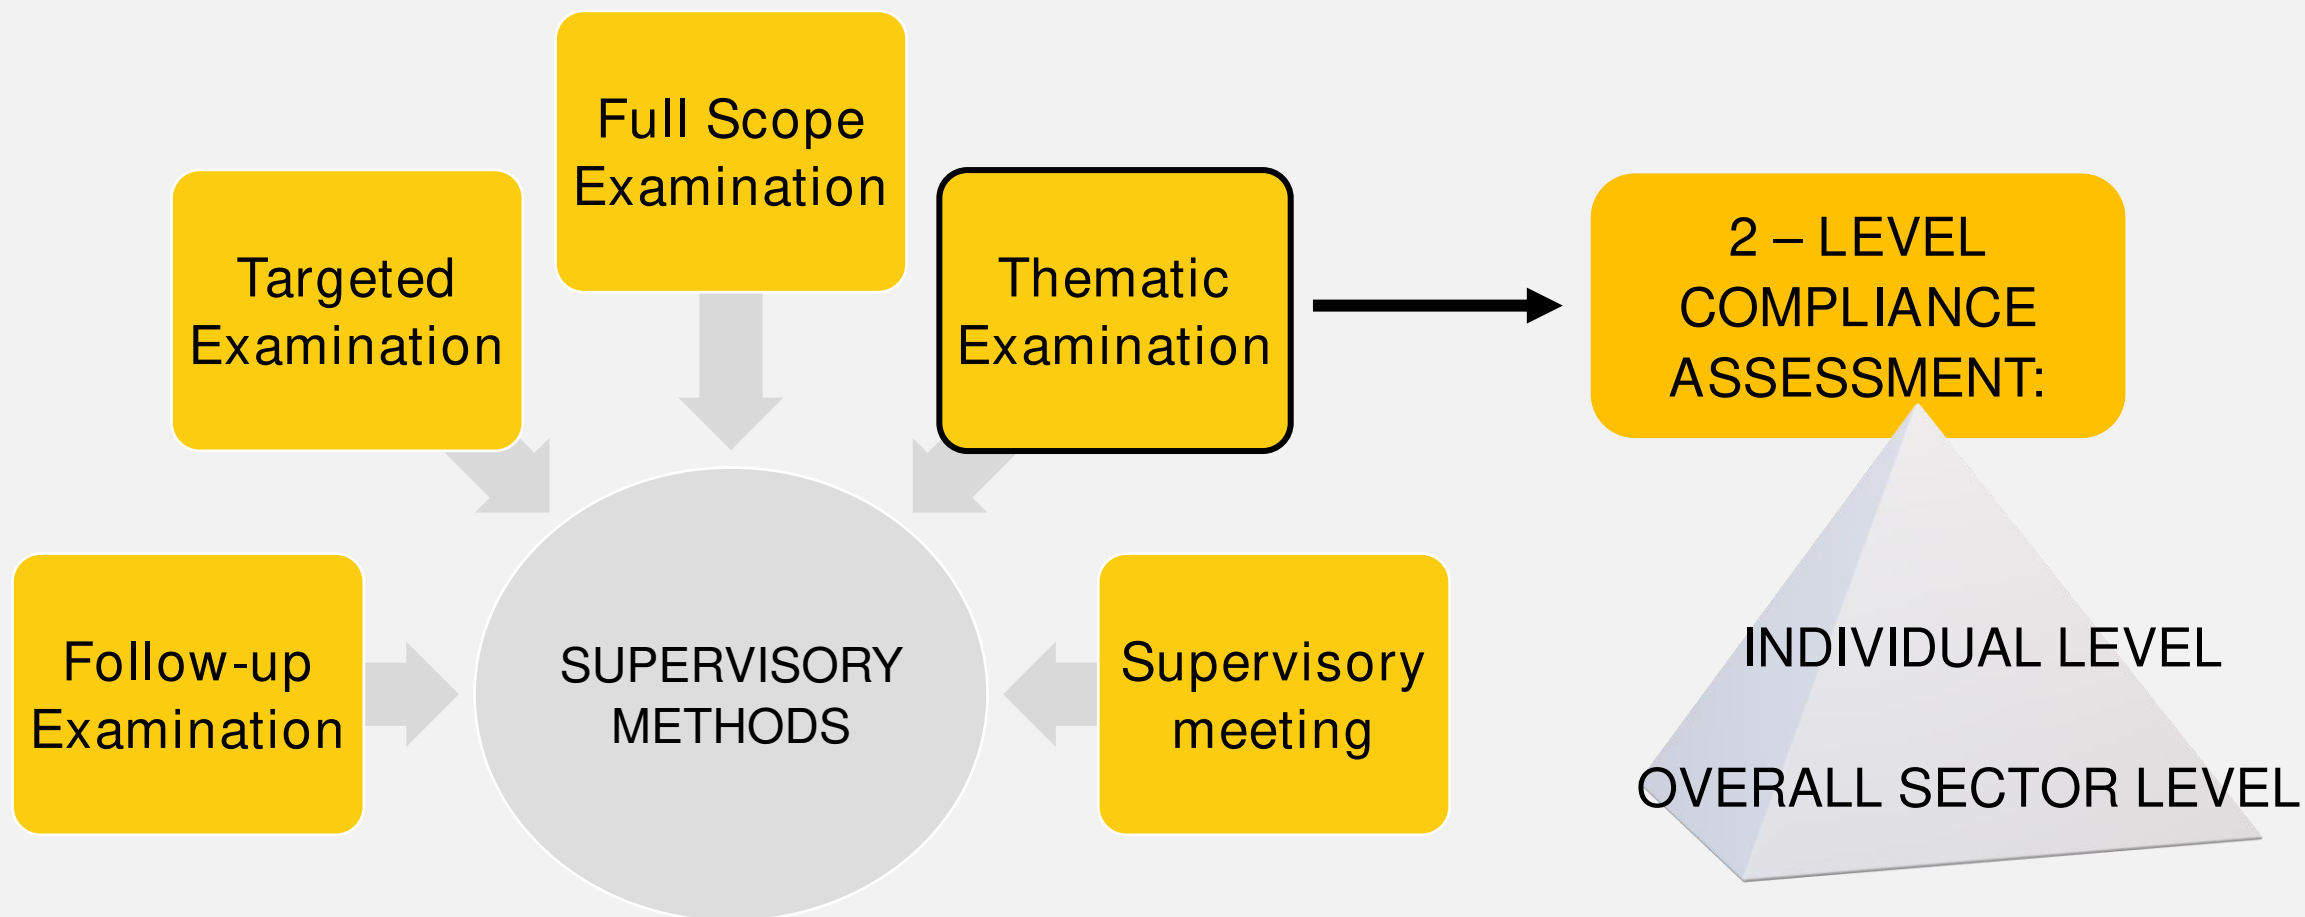 Full Scope
Examination
Targeted
Examination
Thematic
Examination
2 – LEVEL
COMPLIANCE
ASSESSMENT:
Follow-up
Examination
SUPERVISORY
METHODS
Supervisory
meeting
INDIVIDUAL LEVEL
OVERALL SECTOR LEVEL